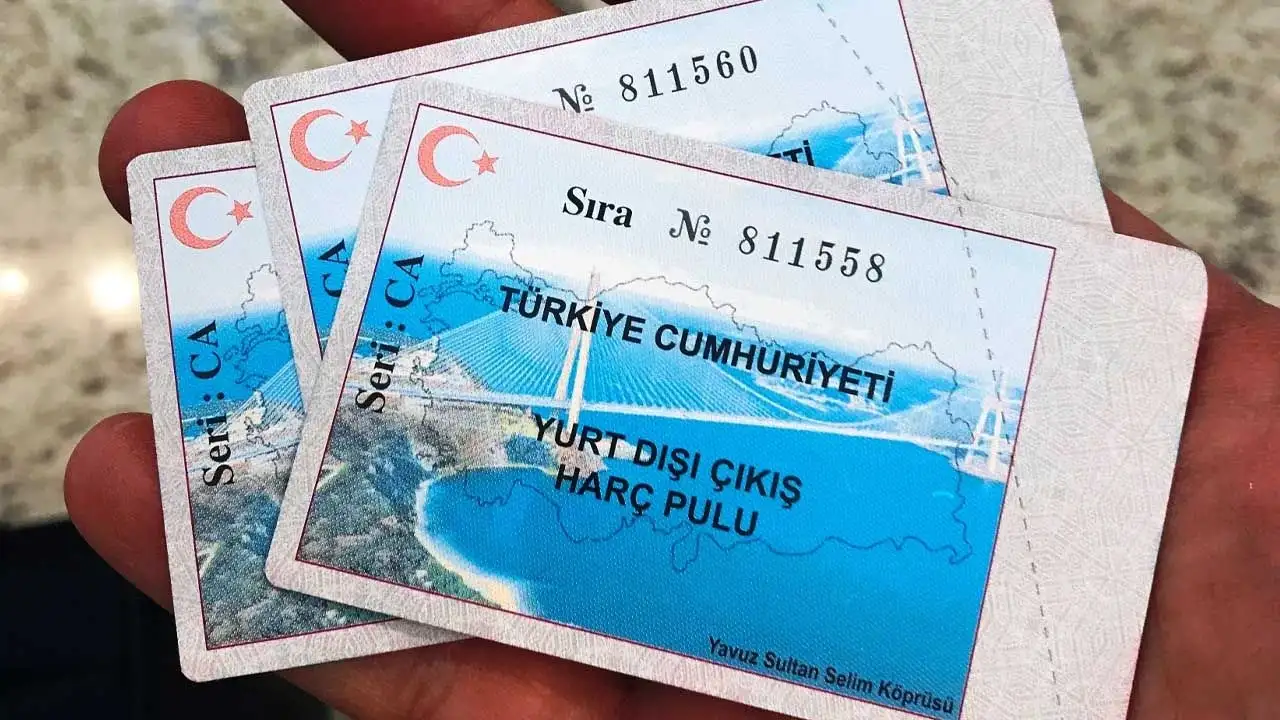 № 811560
Sıra № 811558
TÜRKİYE CUMHURİYETİ
YURT DIŞI ÇIKIŞ
HARÇ PULU
Yavuz Sultan Selim Köprüsü
Seri : CA
Seri : CA
CA